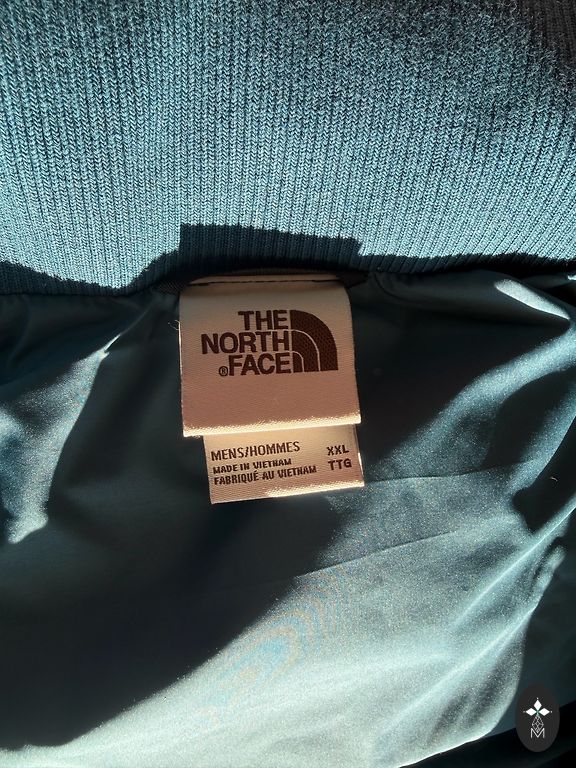 THE
NORTH
®FACE
MENS/HOMMES XXL
MADE IN VIETNAM TTG
FABRIQUÉ AU VIETNAM